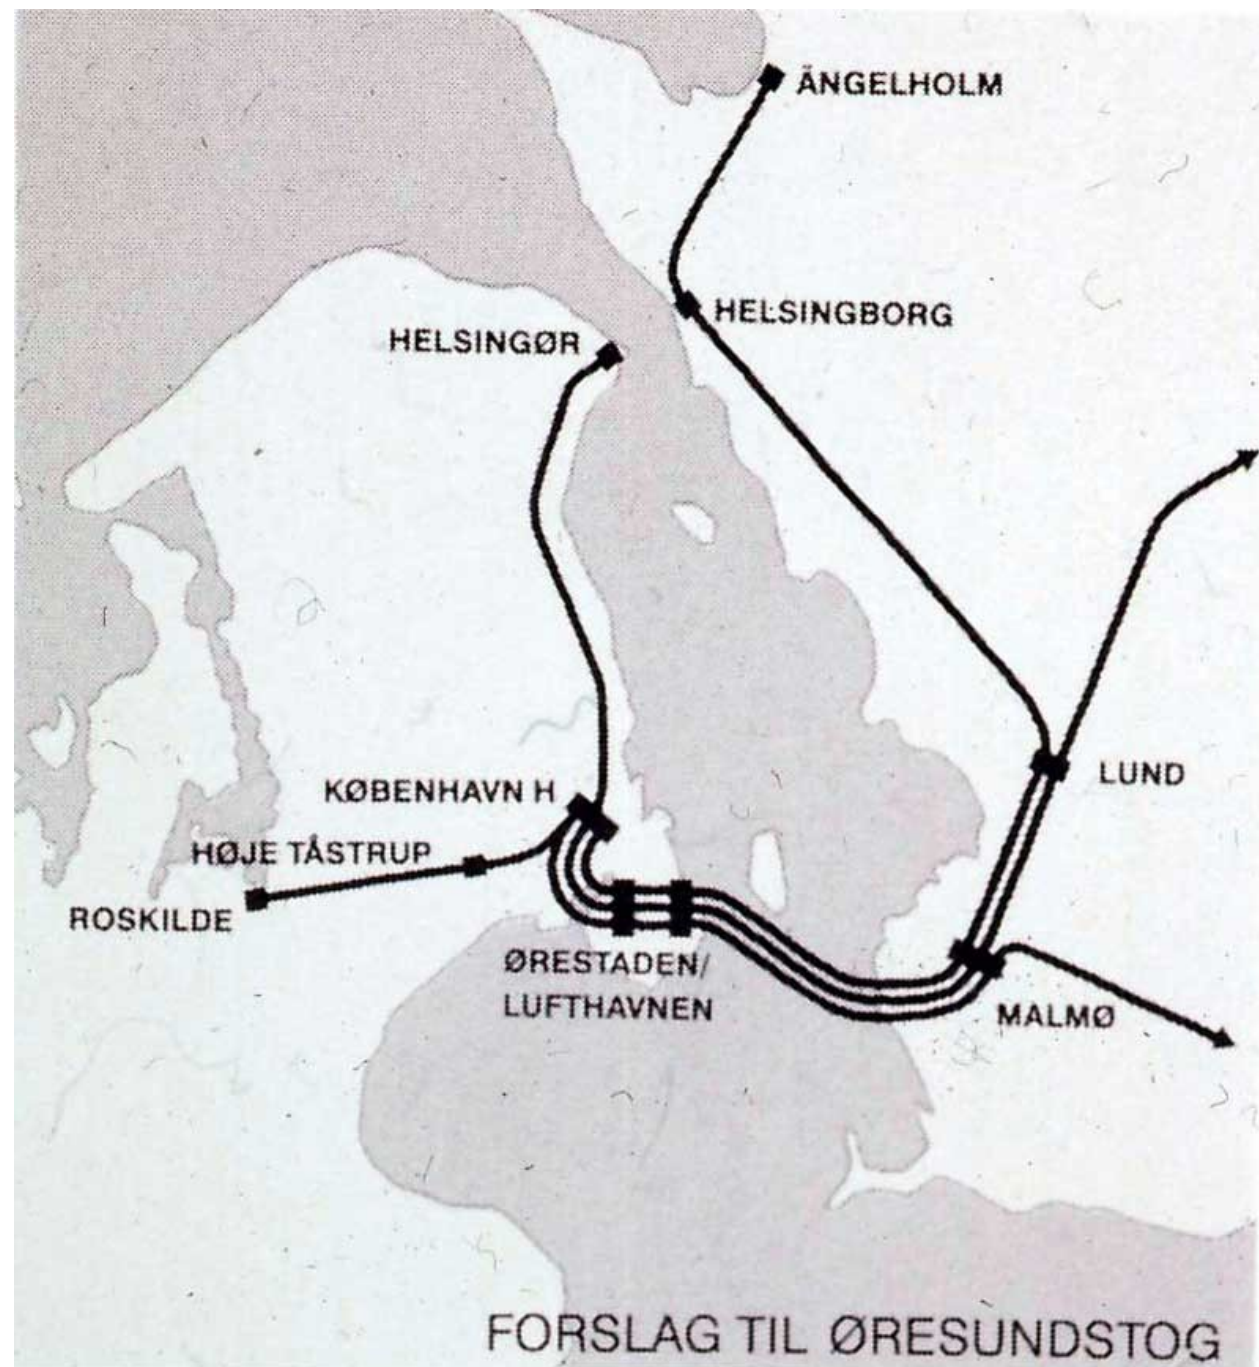 ÄNGELHOLM
HELSINGBORG
HELSINGØR
LUND
KØBENHAVN H
HØJE TÅSTRUP
ROSKILDE
ØRESTADEN/
LUFTHAVNEN
MALMØ
FORSLAG TIL ØRESUNDSTOG